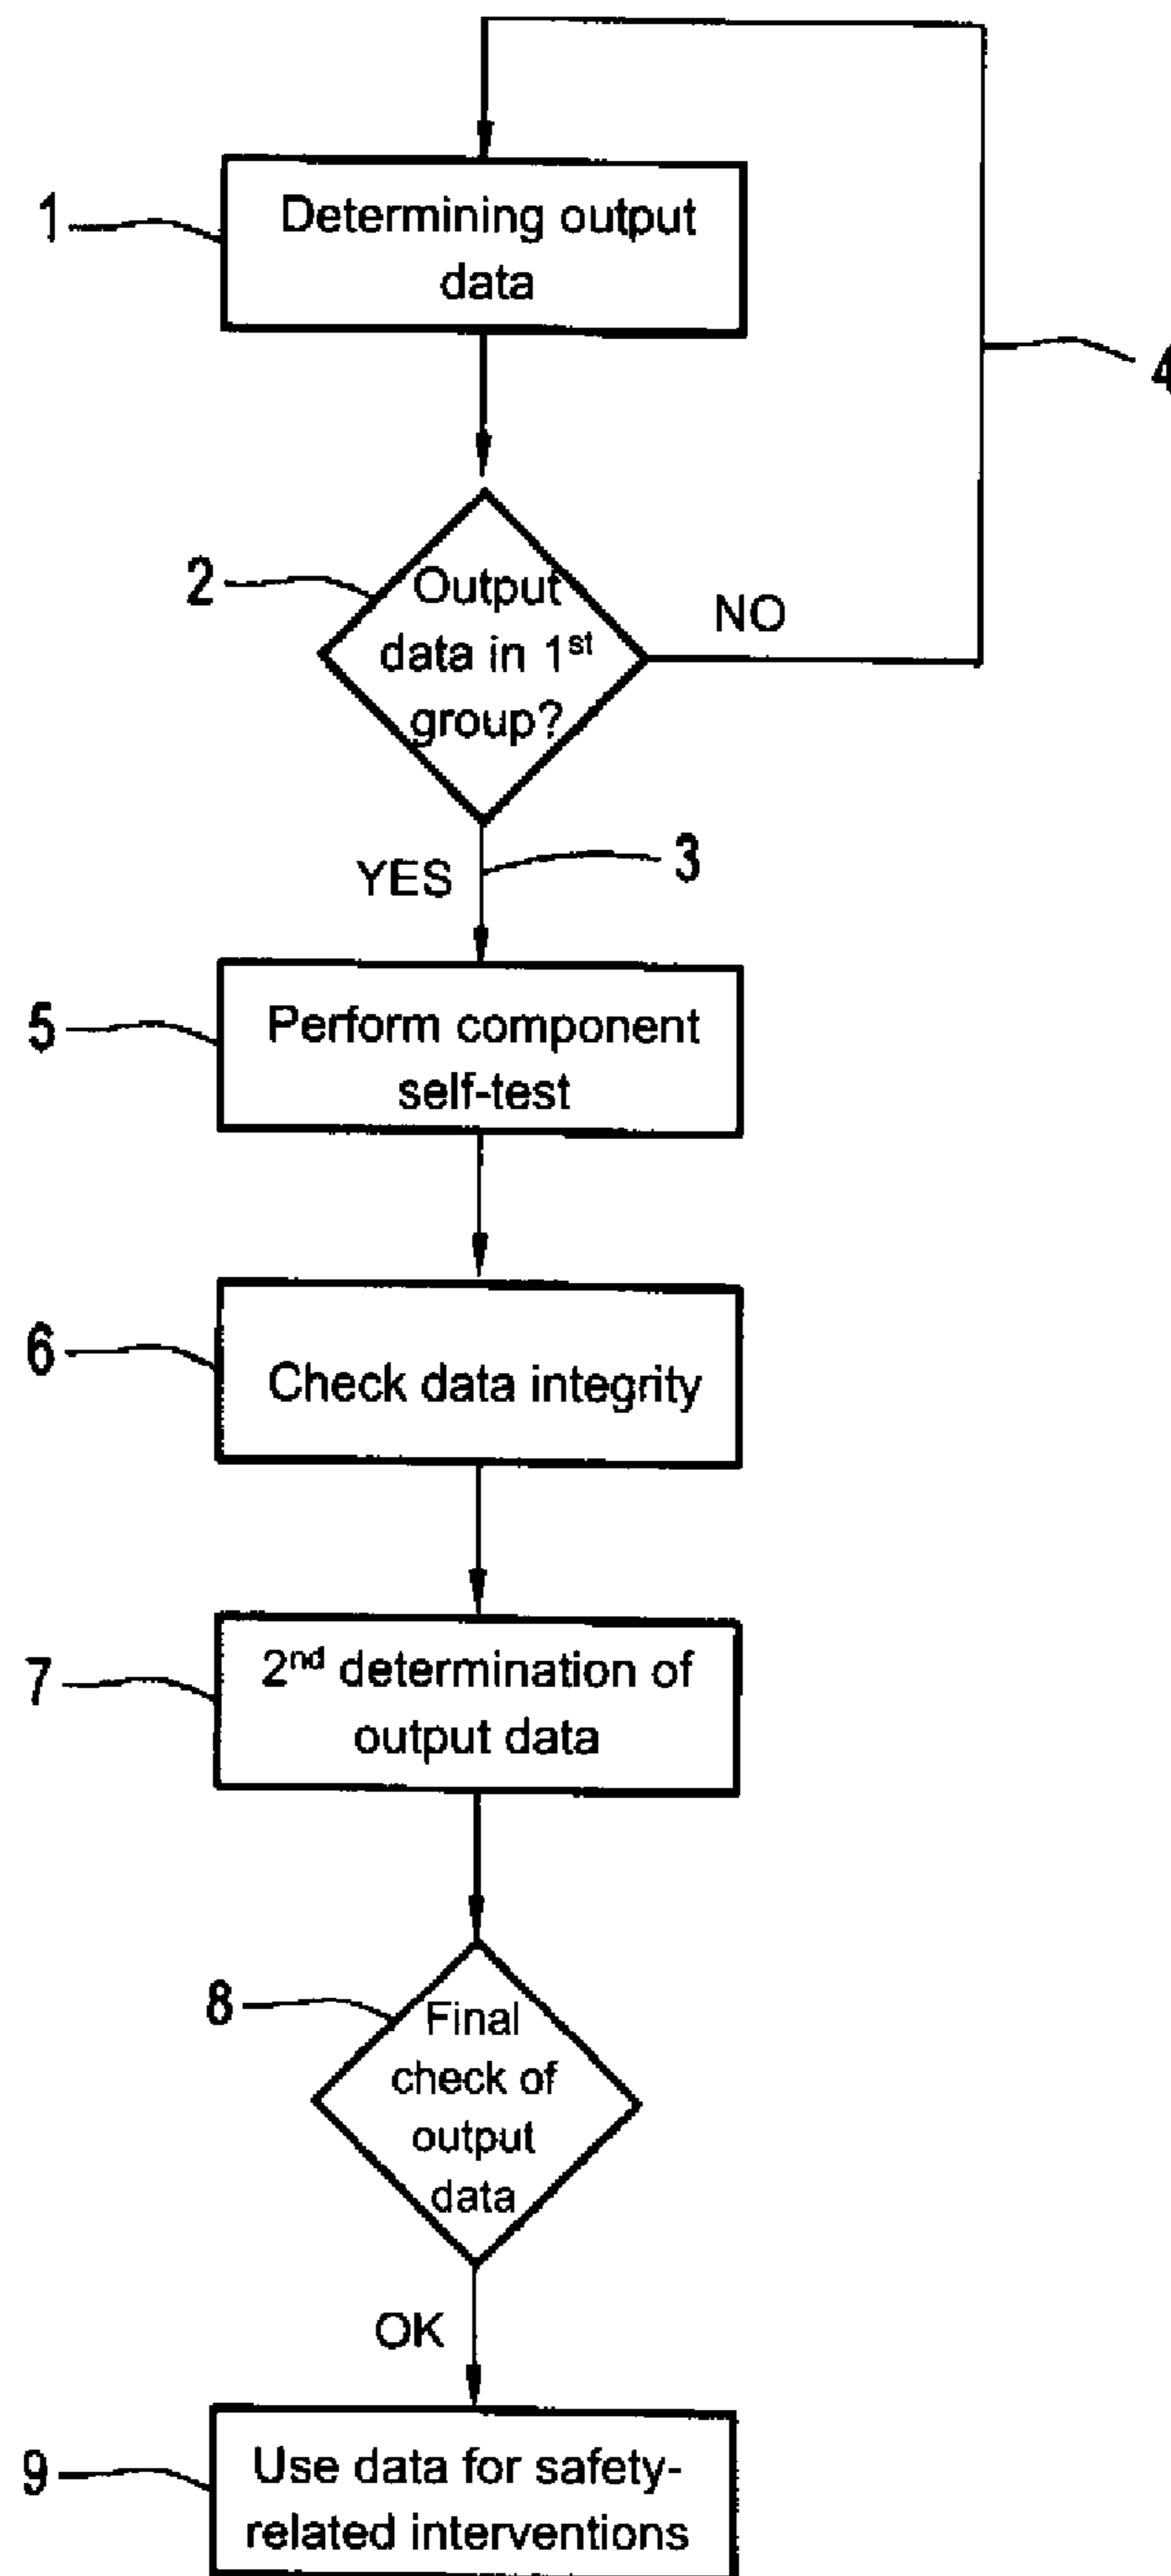 1
Determining output
data
4
2
Output
data in 1st
group?
NO
YES
3
5
Perform component
self-test
6
Check data integrity
7
2nd determination of
output data
8
Final
check of
output
data
OK
9
Use data for safety-
related interventions